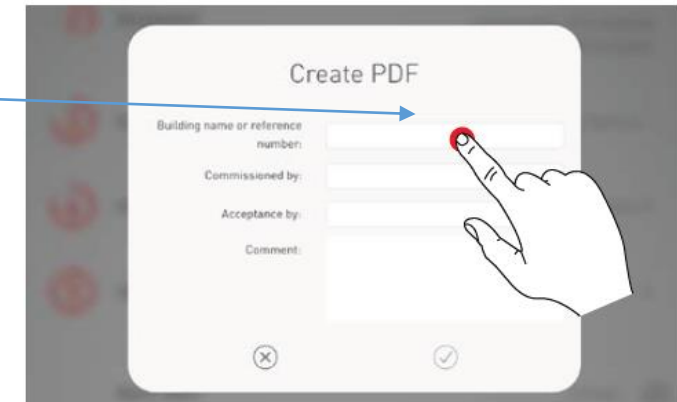 Create PDF
Building name or reference
number:
Commissioned by:
Acceptance by:
Comment: